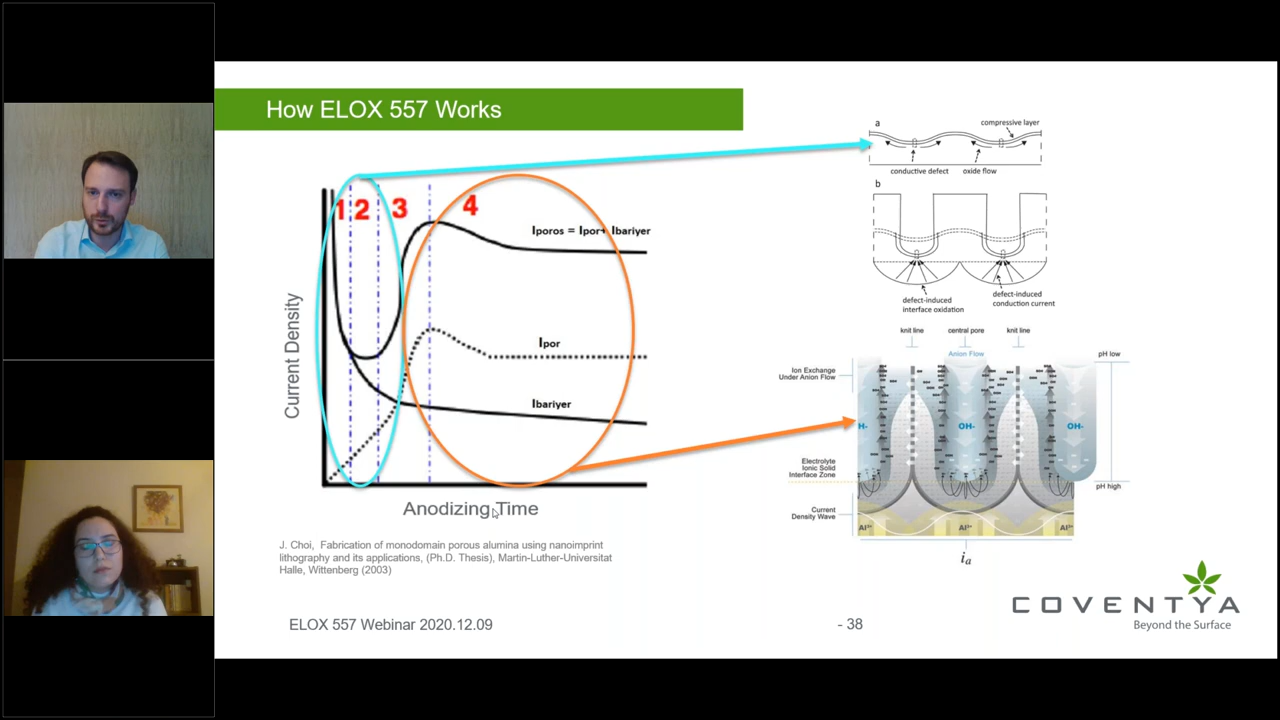 How ELOX 557 Works
1 2 3 4
Iporos = Ipor+ Ibariyer
Ipor
Ibariyer
Current Density
Anodizing Time
J. Choi, Fabrication of monodomain porous alumina using nanoimprint
lithography and its applications, (Ph.D. Thesis), Martin-Luther-Universitat
Halle, Wittenberg (2003)
a
compressive layer
conductive defect
oxide flow
b
defect-induced
interface oxidation
defect-induced
conduction current
knit line
central pore
knit line
Anion Flow
pH low
Ion Exchange
Under Anion Flow
H-
OH-
OH-
Electrolyte
Ionic Solid
Interface Zone
pH high
Current
Density Wave
Al3+
Al3+
Al3+
ia
COVENTYA
Beyond the Surface
ELOX 557 Webinar 2020.12.09
- 38